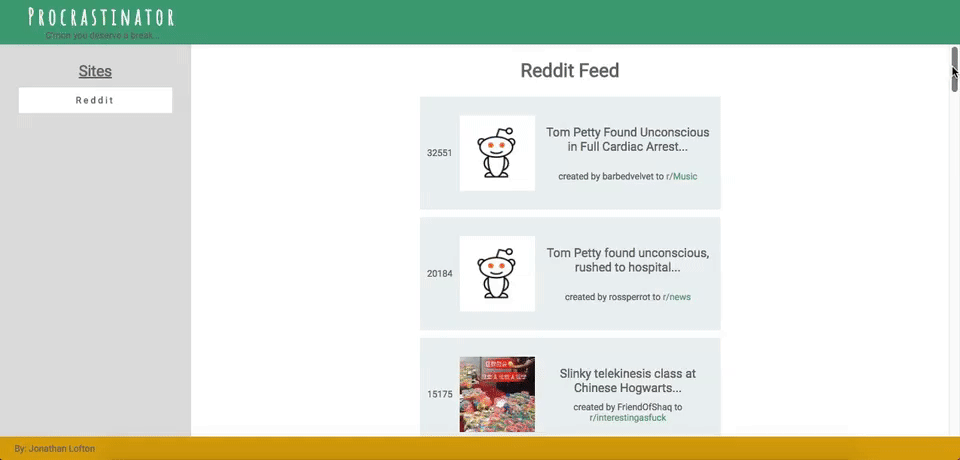 Procrastinator
C'mon you deserve a break...
Sites
Reddit
Reddit Feed
32551
Tom Petty Found Unconscious
in Full Cardiac Arrest...
created by barbedvelvet to r/Music
20184
Tom Petty found unconscious,
rushed to hospital...
created by rossperrot to r/news
15175
Slinky telekinesis class at
Chinese Hogwarts...
created by FriendOfShaq to
r/interestingasfuck
By: Jonathan Lofton